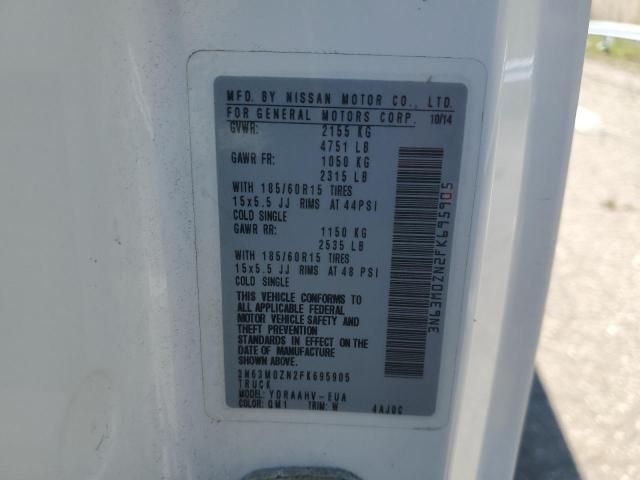 MFD. BY NISSAN MOTOR CO., LTD.
FOR GENERAL MOTORS CORP. 10/14
GVWR: 2155 KG
4751 LB
GAWR FR: 1050 KG
2315 LB
WITH 185/60R15 TIRES
15x5.5 JJ RIMS AT 44PSI
COLD SINGLE
GAWR RR: 1150 KG
2535 LB
WITH 185/60R15 TIRES
15x5.5 JJ RIMS AT 48 PSI
COLD SINGLE
THIS VEHICLE CONFORMS TO
ALL APPLICABLE FEDERAL
MOTOR VEHICLE SAFETY AND
THEFT PREVENTION
STANDARDS IN EFFECT ON THE
DATE OF MANUFACTURE
SHOWN ABOVE.
3N63M0ZN2FK695905
TRUCK
MODEL: YDRAAHV-EUA
COLOR: QM1 TRIM: W 4AJ0C
3N63M0ZN2FK695905